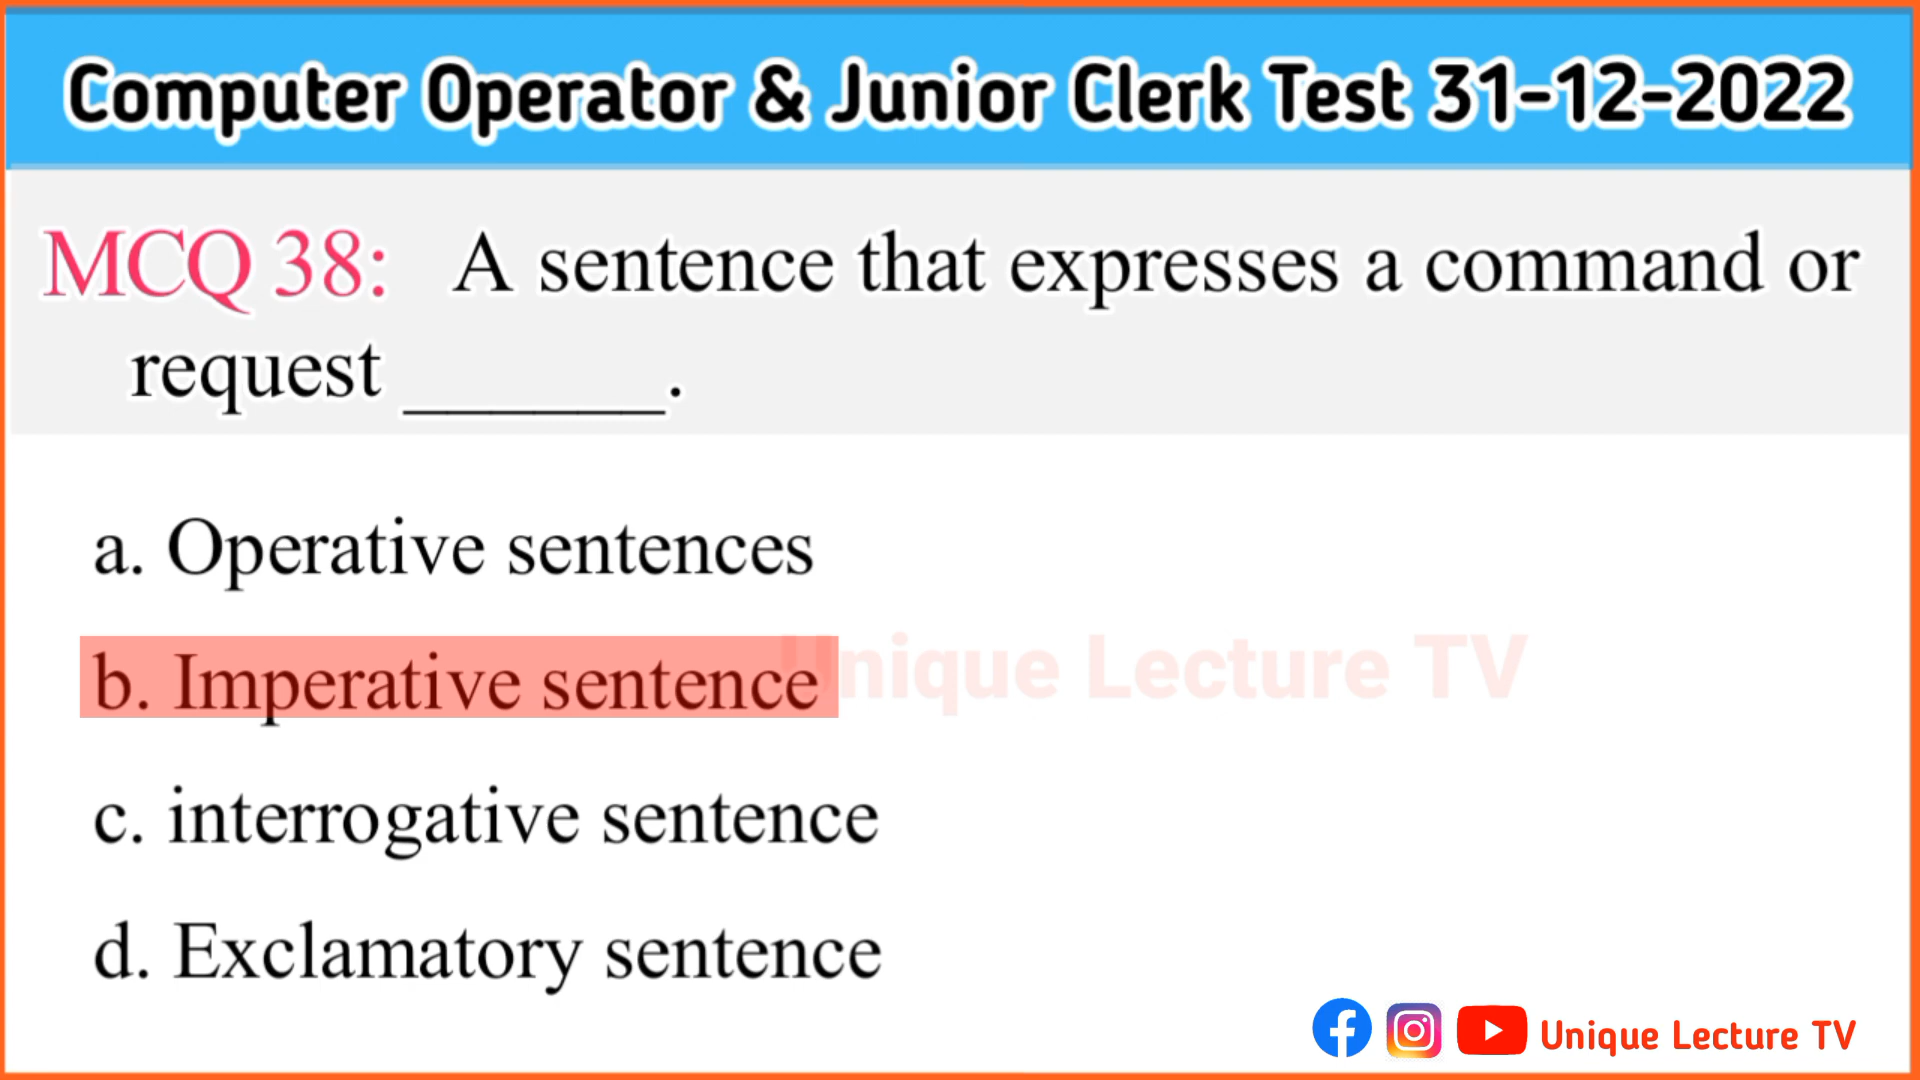 Computer Operator & Junior Clerk Test 31-12-2022
MCQ 38: A sentence that expresses a command or
request ______.
a. Operative sentences
b. Imperative sentence
Unique Lecture TV
c. interrogative sentence
d. Exclamatory sentence
Unique Lecture TV